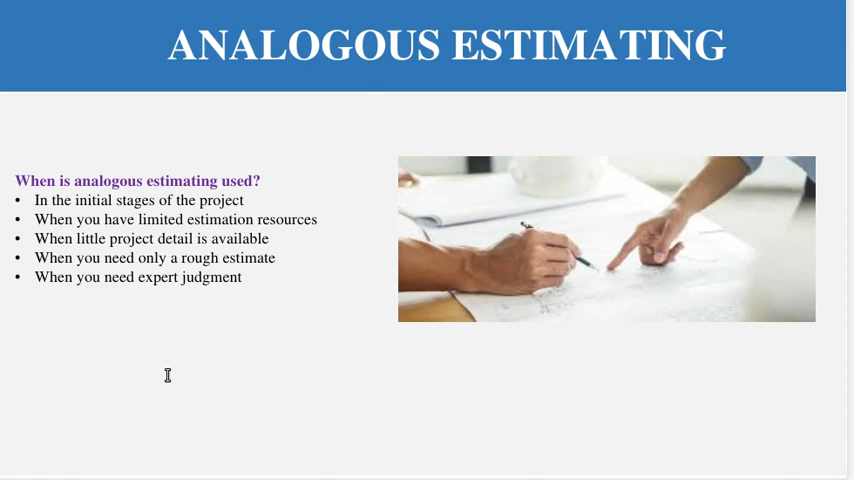 ANALOGOUS ESTIMATING
When is analogous estimating used?
• In the initial stages of the project
• When you have limited estimation resources
• When little project detail is available
• When you need only a rough estimate
• When you need expert judgment